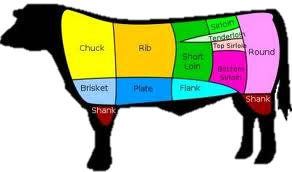 Chuck
Rib
Short
Loin
Sirloin
Tenderloin
Top Sirloin
Bottom
Sirloin
Round
Brisket
Plate
Flank
Shank
Shank